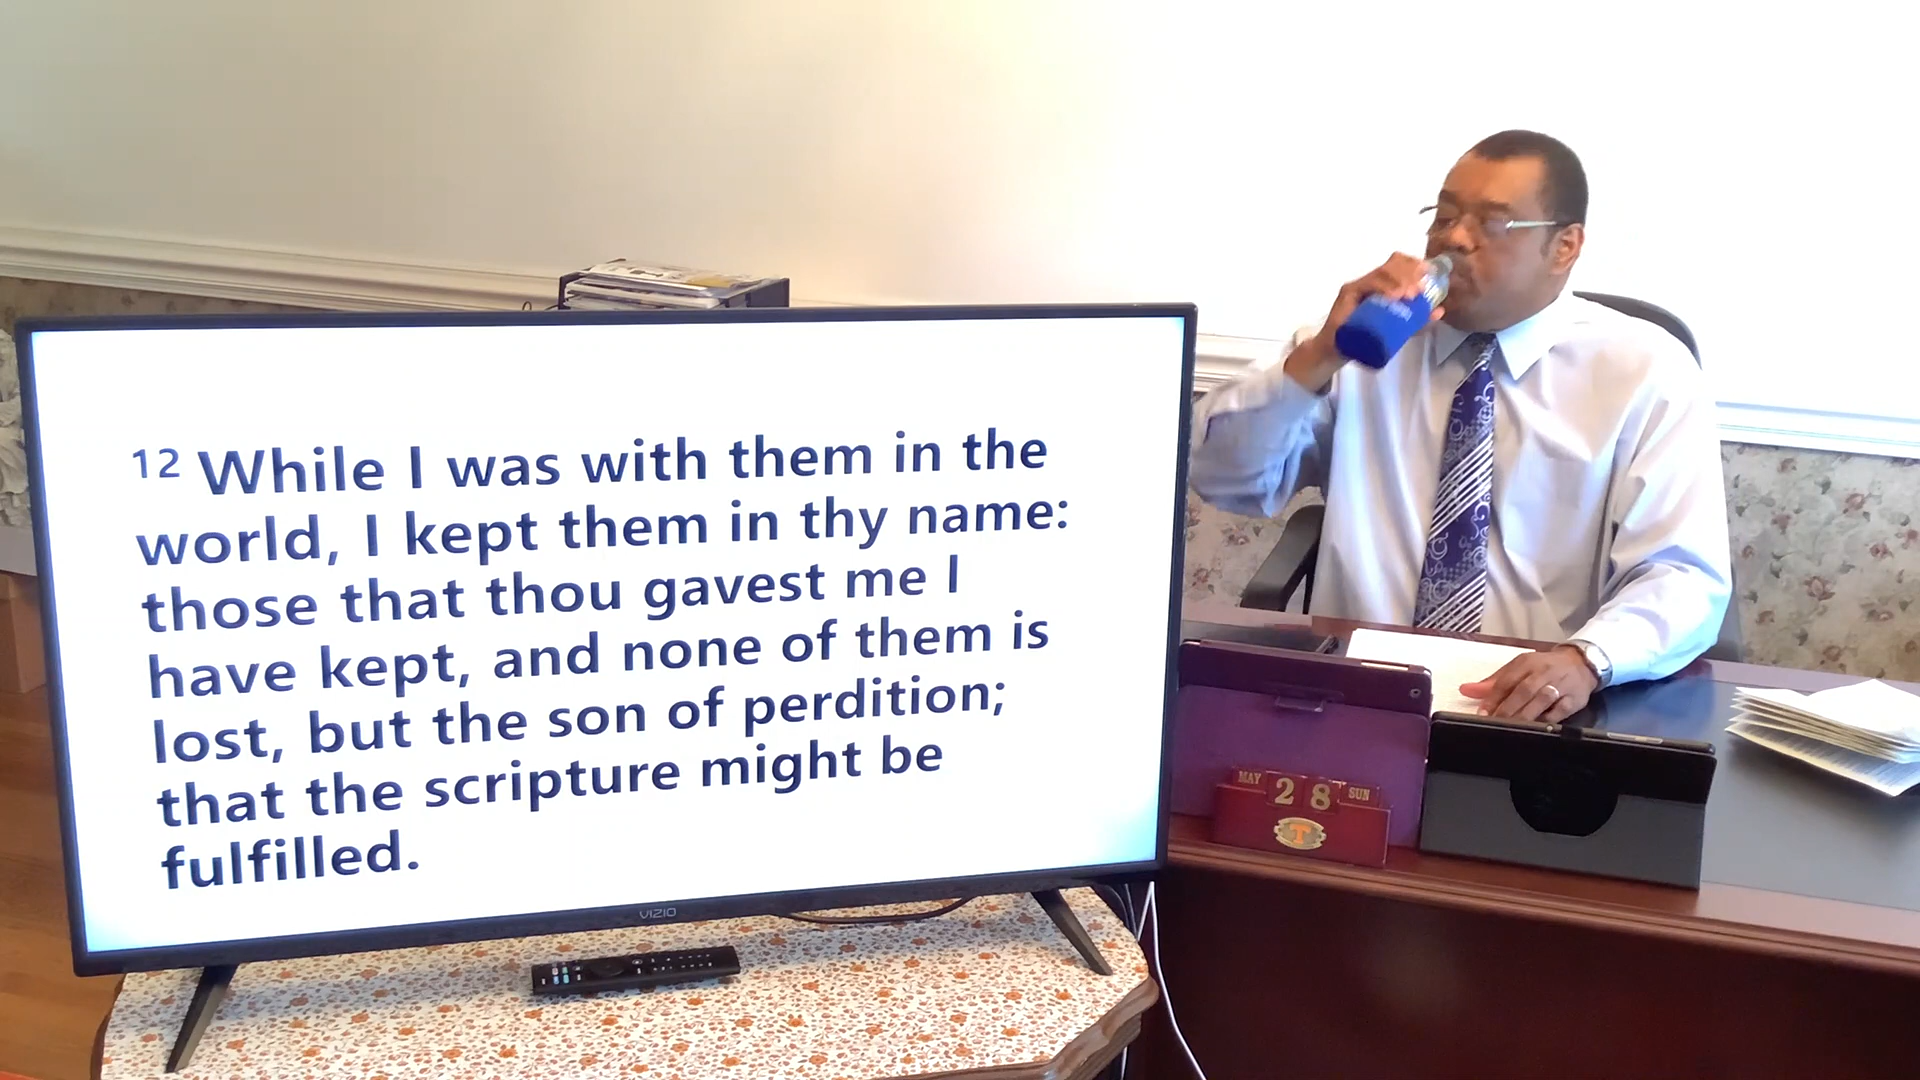 12 While I was with them in the
world, I kept them in thy name:
those that thou gavest me I
have kept, and none of them is
lost, but the son of perdition;
that the scripture might be
fulfilled.
VIZIO
MAY 28 SUN
T